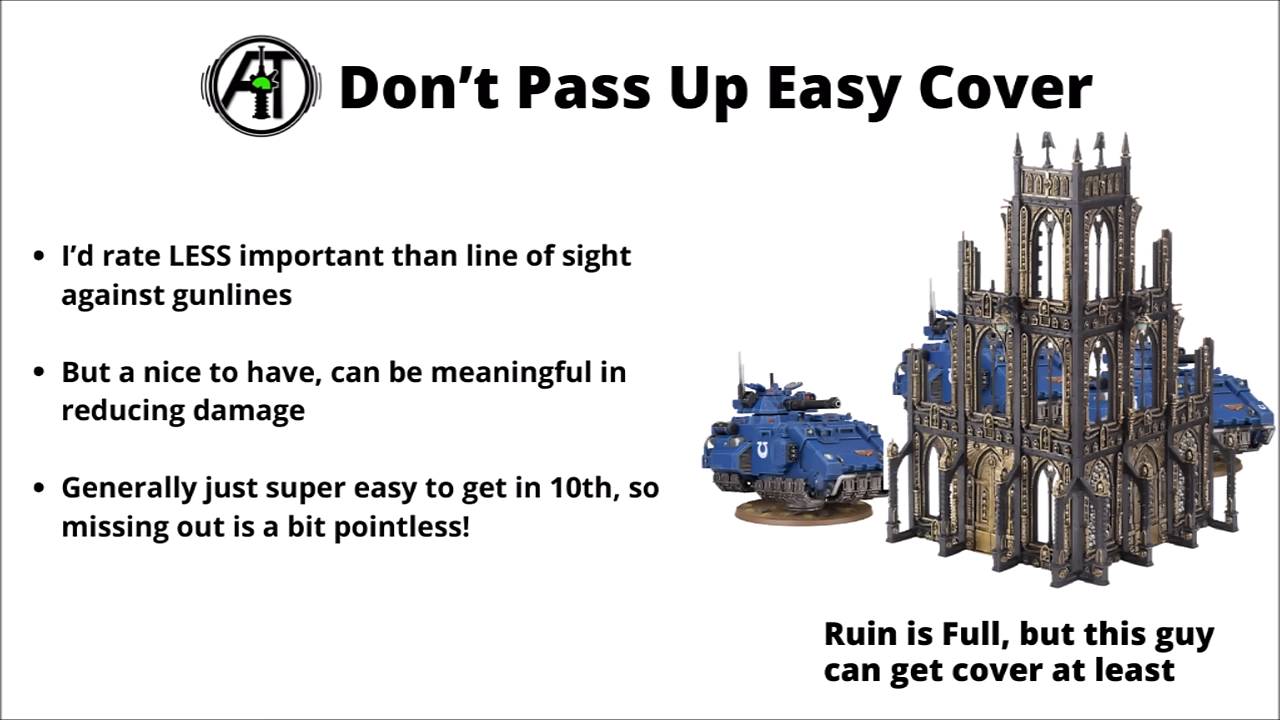 AT
Don’t Pass Up Easy Cover
• I’d rate LESS important than line of sight
against gunlines
• But a nice to have, can be meaningful in
reducing damage
• Generally just super easy to get in 10th, so
missing out is a bit pointless!
Ruin is Full, but this guy
can get cover at least